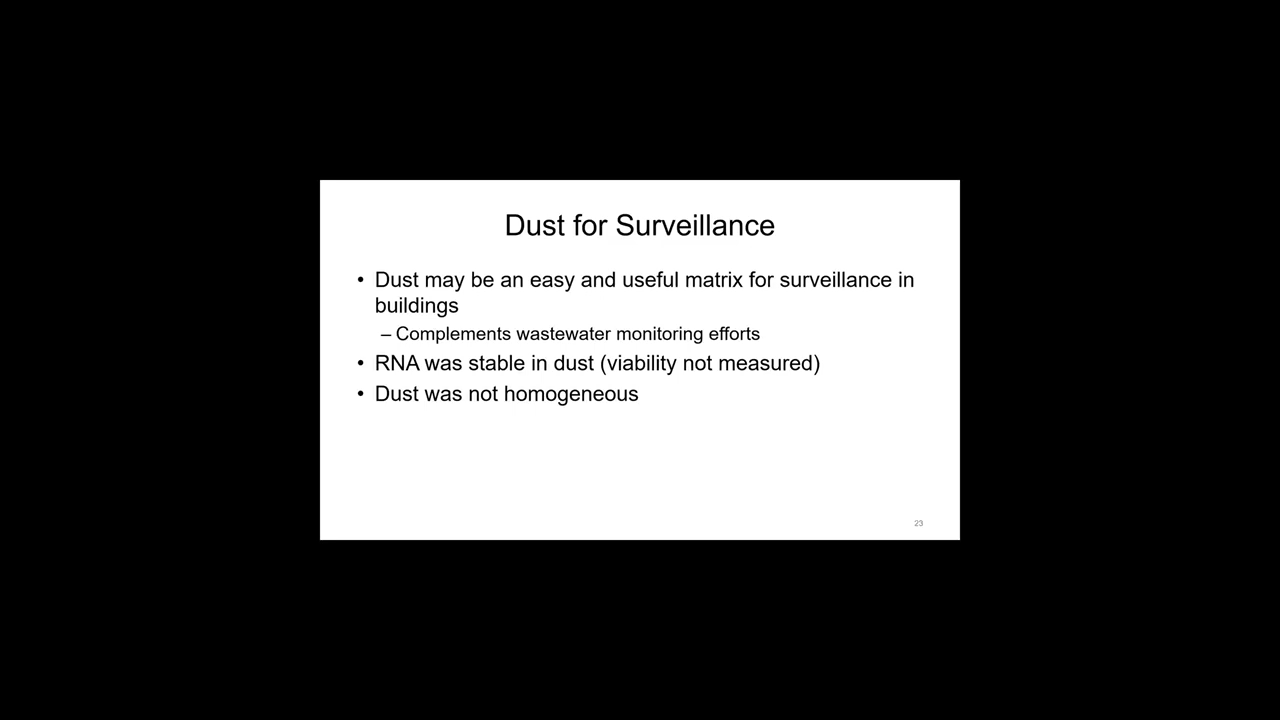 Dust for Surveillance
• Dust may be an easy and useful matrix for surveillance in
buildings
– Complements wastewater monitoring efforts
• RNA was stable in dust (viability not measured)
• Dust was not homogeneous
23